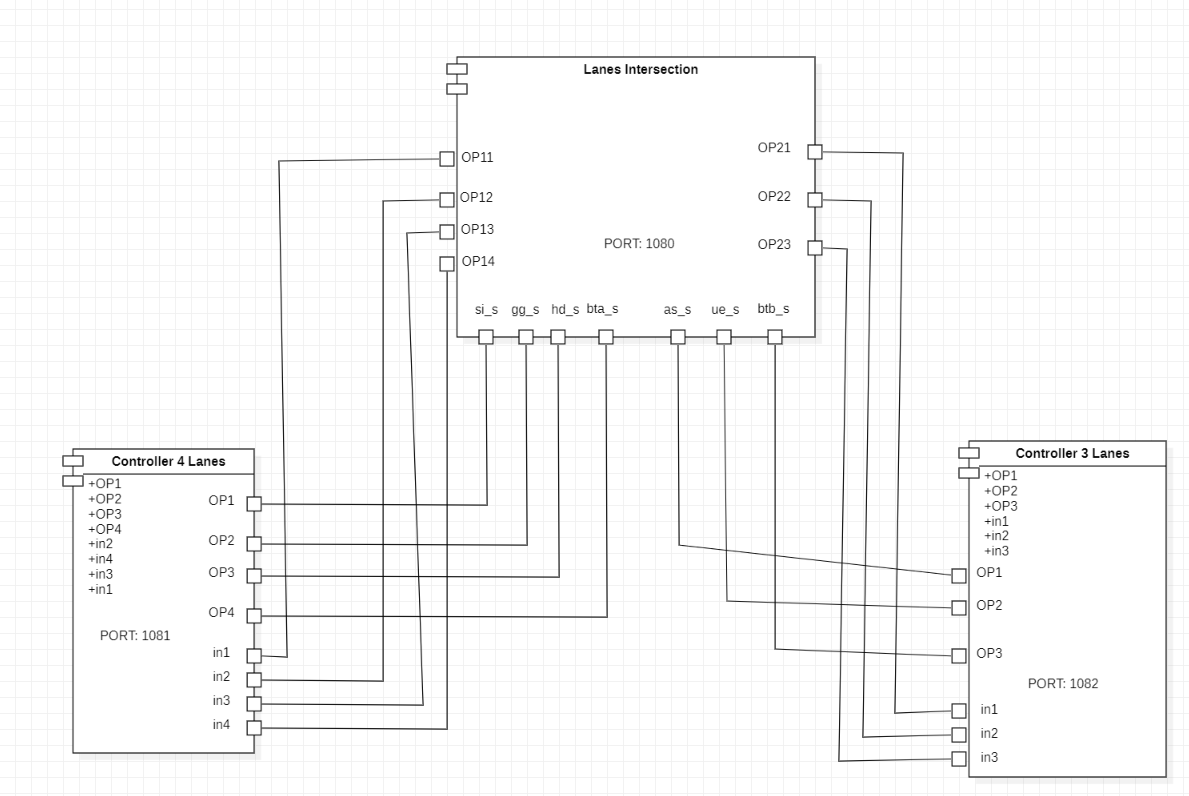 Lanes Intersection
OP11
OP12
OP13
OP14
OP21
OP22
OP23
PORT: 1080
si_s gg_s hd_s bta_s as_s ue_s btb_s
Controller 4 Lanes
+OP1
+OP2
+OP3
+OP4
+in2
+in4
+in3
+in1
OP1
OP2
OP3
OP4
PORT: 1081
in1
in2
in3
in4
Controller 3 Lanes
+OP1
+OP2
+OP3
+in1
+in2
+in3
OP1
OP2
OP3
PORT: 1082
in1
in2
in3